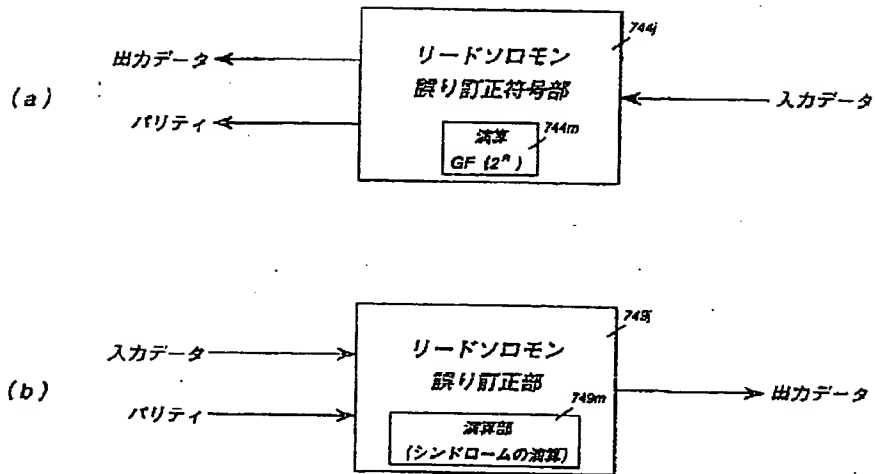 (a)
出力データ
パリティ
リードソロモン
誤り訂正符号部
744j
演算
GF (2ⁿ)
744m
入力データ
(b)
入力データ
パリティ
リードソロモン
誤り訂正部
749j
演算部
(シンドロームの演算)
749m
出力データ